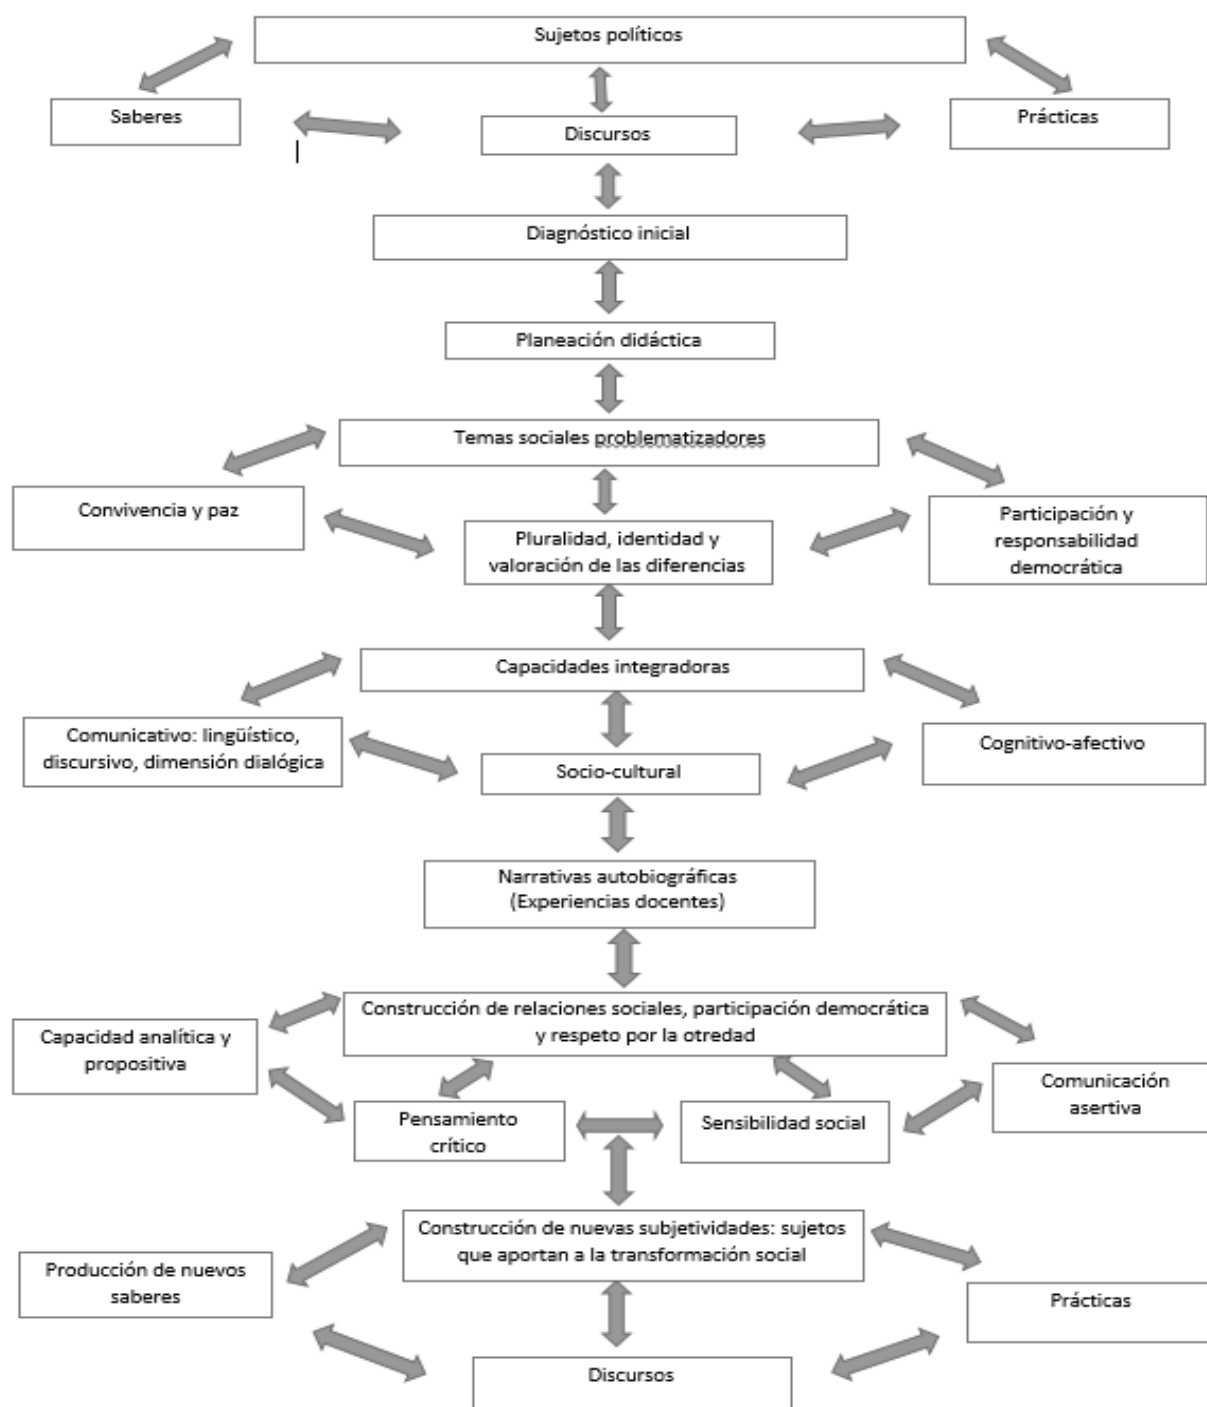 Sujetos políticos
Saberes
Prácticas
Discursos
Diagnóstico inicial
Planeación didáctica
Temas sociales problematizadores
Convivencia y paz
Pluralidad, identidad y
valoración de las diferencias
Participación y
responsabilidad
democrática
Capacidades integradoras
Comunicativo: lingüístico,
discursivo, dimensión dialógica
Socio-cultural
Cognitivo-afectivo
Narrativas autobiográficas
(Experiencias docentes)
Construcción de relaciones sociales, participación democrática
y respeto por la otredad
Capacidad analítica y
propositiva
Pensamiento
crítico
Sensibilidad social
Comunicación
asertiva
Construcción de nuevas subjetividades: sujetos
que aportan a la transformación social
Producción de nuevos
saberes
Prácticas
Discursos